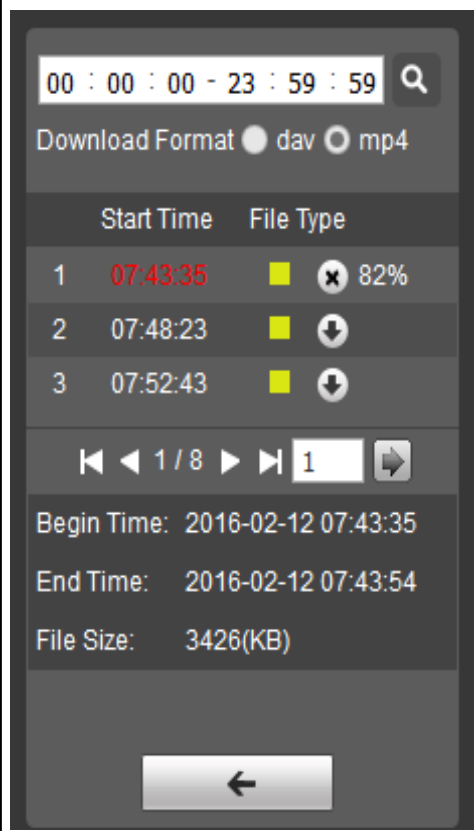 00 : 00 : 00 - 23 : 59 : 59
Download Format dav mp4
Start Time File Type
1 07:43:35 82%
2 07:48:23
3 07:52:43
1 / 8 1
Begin Time: 2016-02-12 07:43:35
End Time: 2016-02-12 07:43:54
File Size: 3426(KB)